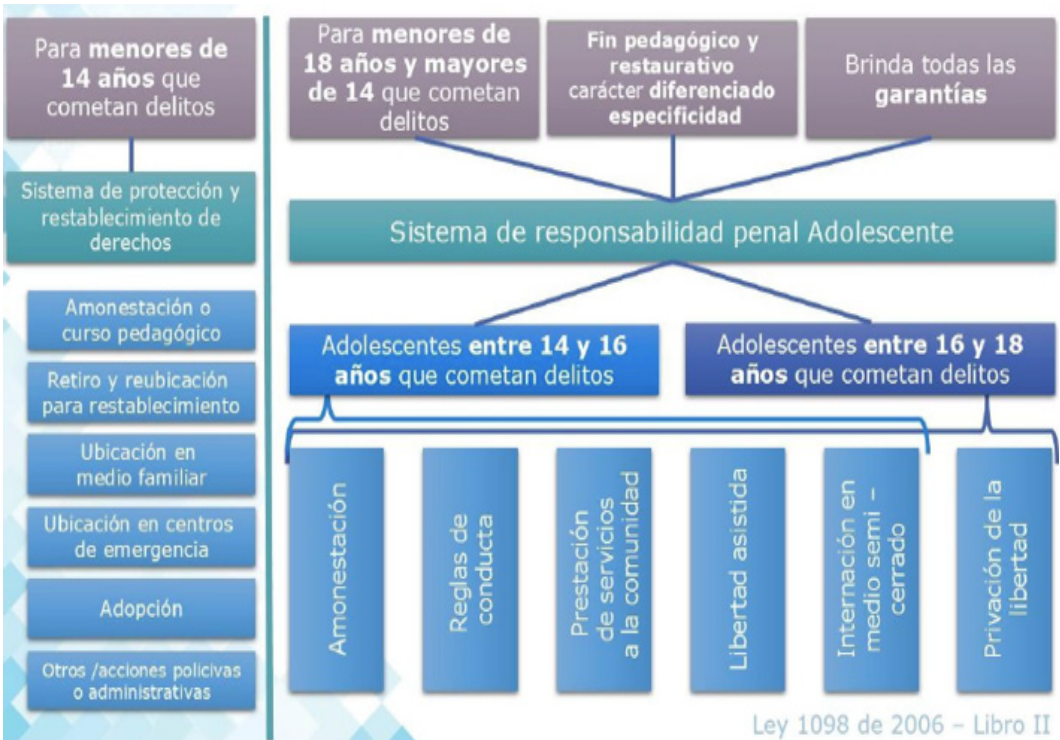 Para menores de
14 años que
cometan delitos
Sistema de protección y
restablecimiento de
derechos
Amonestación o
curso pedagógico
Retiro y reubicación
para restablecimiento
Ubicación en
medio familiar
Ubicación en centros
de emergencia
Adopción
Otros /acciones policivas
o administrativas
Para menores de
18 años y mayores
de 14 que cometan
delitos
Fin pedagógico y
restaurativo
carácter diferenciado
especificidad
Brinda todas las
garantías
Sistema de responsabilidad penal Adolescente
Adolescentes entre 14 y 16
años que cometan delitos
Adolescentes entre 16 y 18
años que cometan delitos
Amonestación
Reglas de
conducta
Prestación
de servicios
a la comunidad
Libertad asistida
Internación en
medio semi –
cerrado
Privación de la
libertad
Ley 1098 de 2006 – Libro II